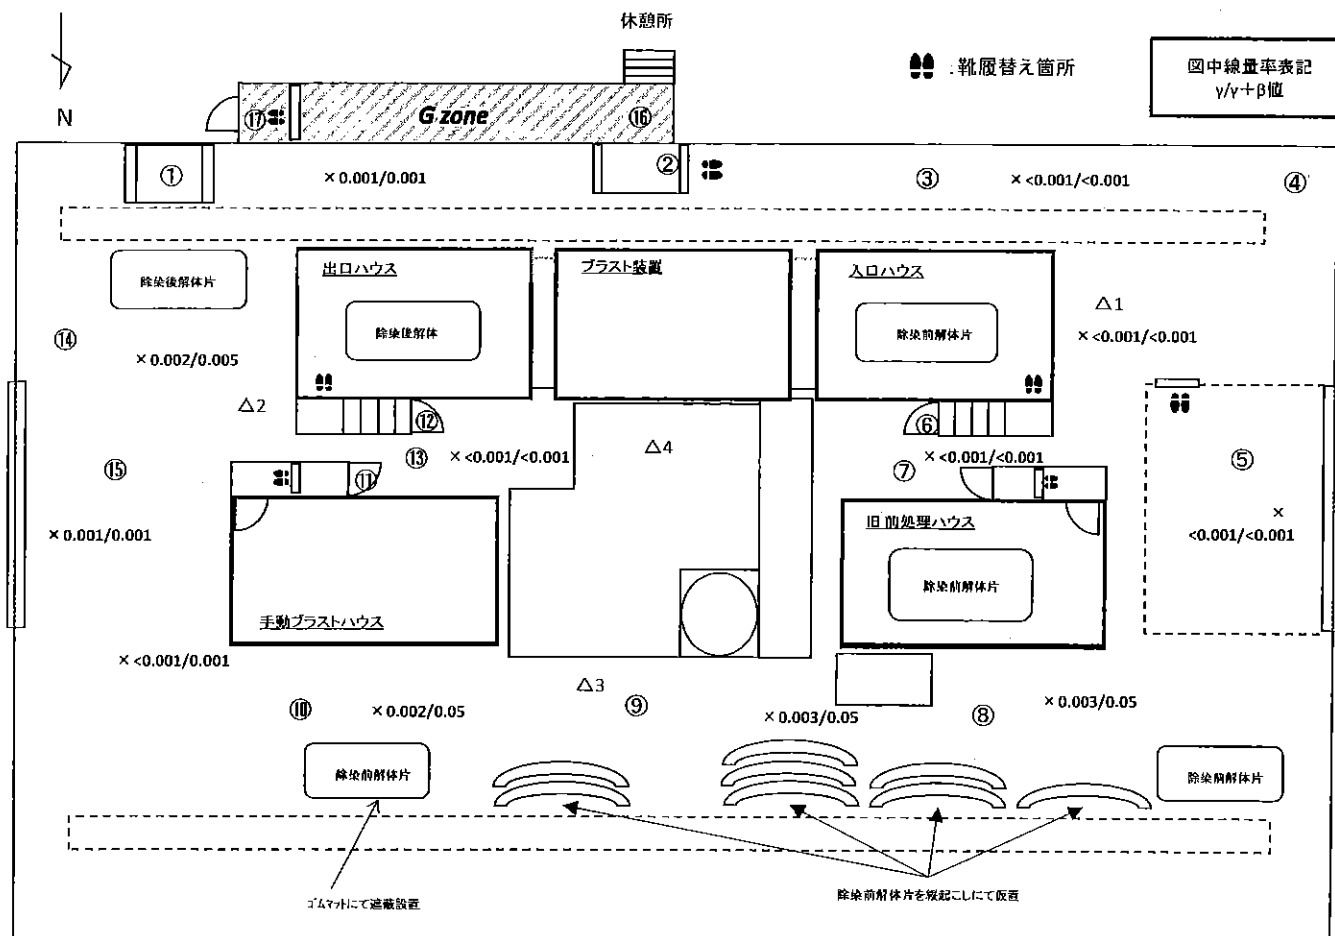 休憩所
:靴履替え箇所
図中線量率表記
γ/γ+β値
N
⑰
G zone
⑯
①
× 0.001/0.001
②
③
× <0.001/<0.001
④
除染後解体片
出口ハウス
除染後解体
ブラスト装置
入口ハウス
除染前解体片
△1
× <0.001/<0.001
⑭
× 0.002/0.005
△2
⑫
⑬
× <0.001/<0.001
△4
⑥
⑦
× <0.001/<0.001
⑤
×
<0.001/<0.001
⑮
⑪
× 0.001/0.001
手動ブラストハウス
旧前処理ハウス
除染前解体片
× <0.001/0.001
△3
⑩
× 0.002/0.05
⑨
× 0.003/0.05
⑧
× 0.003/0.05
除染前解体片
除染前解体片
ゴムマットにて遮蔽設置
除染前解体片を縦起こしにて仮置